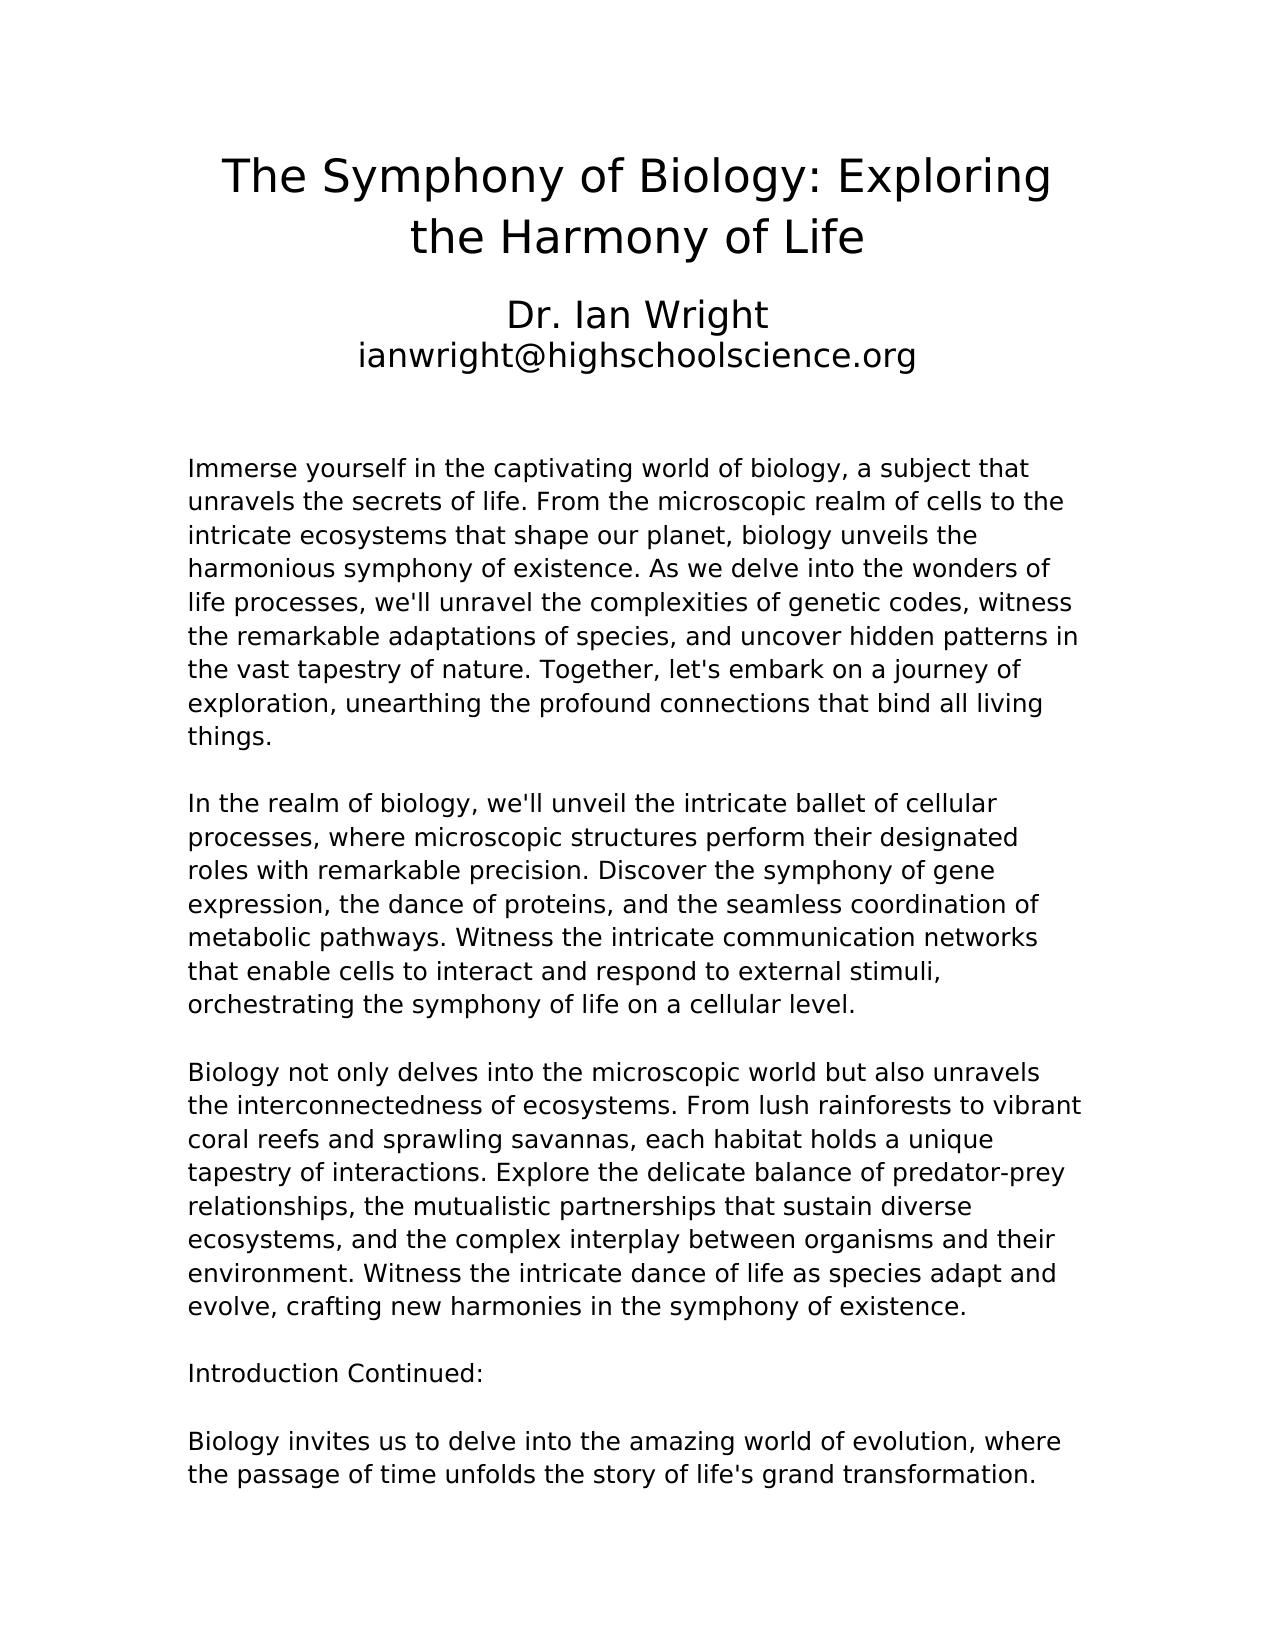 The Symphony of Biology: Exploring
the Harmony of Life
Dr. Ian Wright
ianwright@highschoolscience.org
Immerse yourself in the captivating world of biology, a subject that
unravels the secrets of life. From the microscopic realm of cells to the
intricate ecosystems that shape our planet, biology unveils the
harmonious symphony of existence. As we delve into the wonders of
life processes, we'll unravel the complexities of genetic codes, witness
the remarkable adaptations of species, and uncover hidden patterns in
the vast tapestry of nature. Together, let's embark on a journey of
exploration, unearthing the profound connections that bind all living
things.
In the realm of biology, we'll unveil the intricate ballet of cellular
processes, where microscopic structures perform their designated
roles with remarkable precision. Discover the symphony of gene
expression, the dance of proteins, and the seamless coordination of
metabolic pathways. Witness the intricate communication networks
that enable cells to interact and respond to external stimuli,
orchestrating the symphony of life on a cellular level.
Biology not only delves into the microscopic world but also unravels
the interconnectedness of ecosystems. From lush rainforests to vibrant
coral reefs and sprawling savannas, each habitat holds a unique
tapestry of interactions. Explore the delicate balance of predator-prey
relationships, the mutualistic partnerships that sustain diverse
ecosystems, and the complex interplay between organisms and their
environment. Witness the intricate dance of life as species adapt and
evolve, crafting new harmonies in the symphony of existence.
Introduction Continued:
Biology invites us to delve into the amazing world of evolution, where
the passage of time unfolds the story of life's grand transformation.